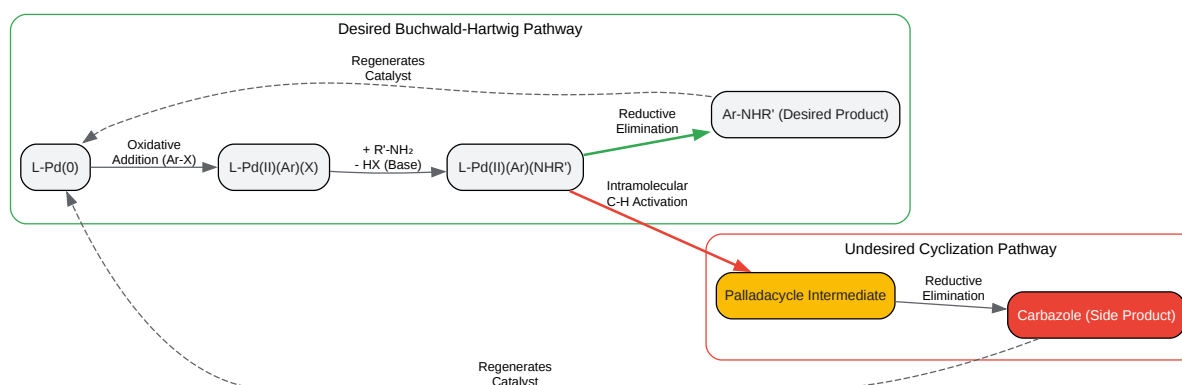 Desired Buchwald-Hartwig Pathway
Regenerates
Catalyst
Ar-NHR' (Desired Product)
Reductive
Elimination
Oxidative
Addition (Ar-X)
+ R'-NH₂
- HX (Base)
L-Pd(0)
L-Pd(II)(Ar)(X)
L-Pd(II)(Ar)(NHR')
Intramolecular
C-H Activation
Undesired Cyclization Pathway
Palladacycle Intermediate
Reductive
Elimination
Carbazole (Side Product)
Regenerates
Catalyst